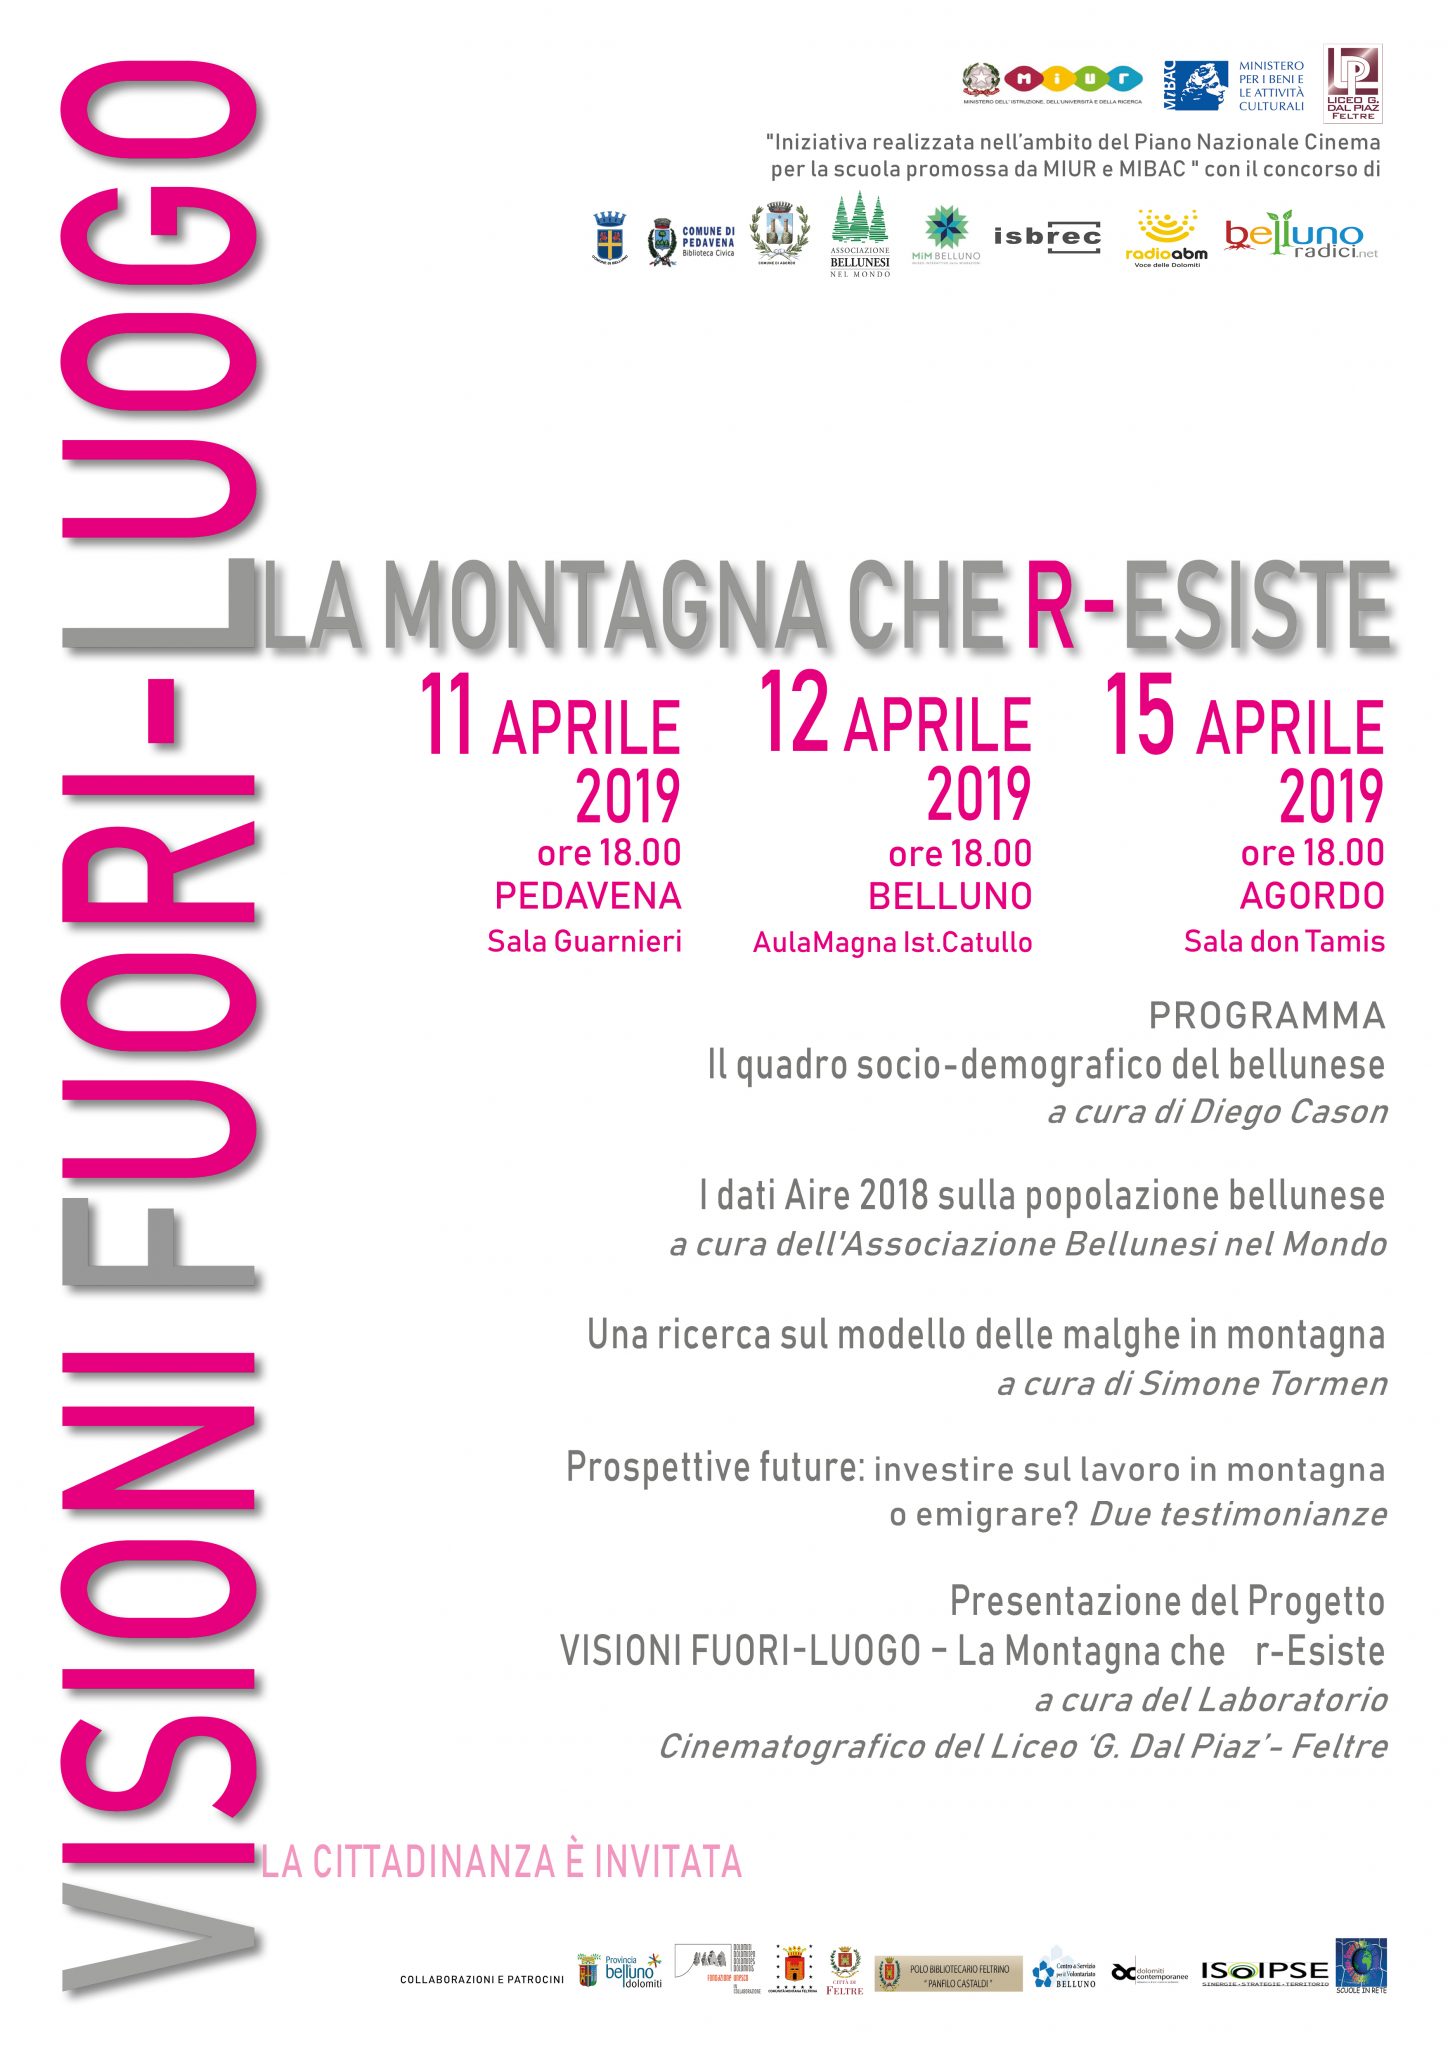 VISIONI FUORI-LUOGO
MIUR
MINISTERO DELL'ISTRUZIONE, DELL'UNIVERSITÀ E DELLA RICERCA
MiBAC
MINISTERO
PER I BENI E
LE ATTIVITÀ
CULTURALI
LICEO G.
DAL PIAZ
FELTRE
"Iniziativa realizzata nell'ambito del Piano Nazionale Cinema
per la scuola promossa da MIUR e MIBAC " con il concorso di
COMUNE DI BELLUNO
COMUNE DI
PEDAVENA
Biblioteca Civica
COMUNE DI AGORDO
ASSOCIAZIONE
BELLUNESI
NEL MONDO
MiM BELLUNO
isbrec
radioabm
Voce delle Dolomiti
belluno
radici.net
LA MONTAGNA CHE R-ESISTE
11 APRILE
2019
ore 18.00
PEDAVENA
Sala Guarnieri
12 APRILE
2019
ore 18.00
BELLUNO
AulaMagna Ist.Catullo
15 APRILE
2019
ore 18.00
AGORDO
Sala don Tamis
PROGRAMMA
Il quadro socio-demografico del bellunese
a cura di Diego Cason
I dati Aire 2018 sulla popolazione bellunese
a cura dell'Associazione Bellunesi nel Mondo
Una ricerca sul modello delle malghe in montagna
a cura di Simone Tormen
Prospettive future: investire sul lavoro in montagna
o emigrare? Due testimonianze
Presentazione del Progetto
VISIONI FUORI-LUOGO – La Montagna che r-Esiste
a cura del Laboratorio
Cinematografico del Liceo ‘G. Dal Piaz’- Feltre
LA CITTADINANZA È INVITATA
COLLABORAZIONI E PATROCINI
Provincia
belluno
dolomiti
FONDAZIONE UNESCO
COMUNITÀ MONTANA FELTRINA
CITTÀ DI
FELTRE
POLO BIBLIOTECARIO FELTRINO
" PANFILO CASTALDI "
Centro di Servizio
per il Volontariato
BELLUNO
dolomiti
contemporanee
ISOIPSE
SINERGIE-STRATEGIE-TERRITORIO
SCUOLE IN RETE